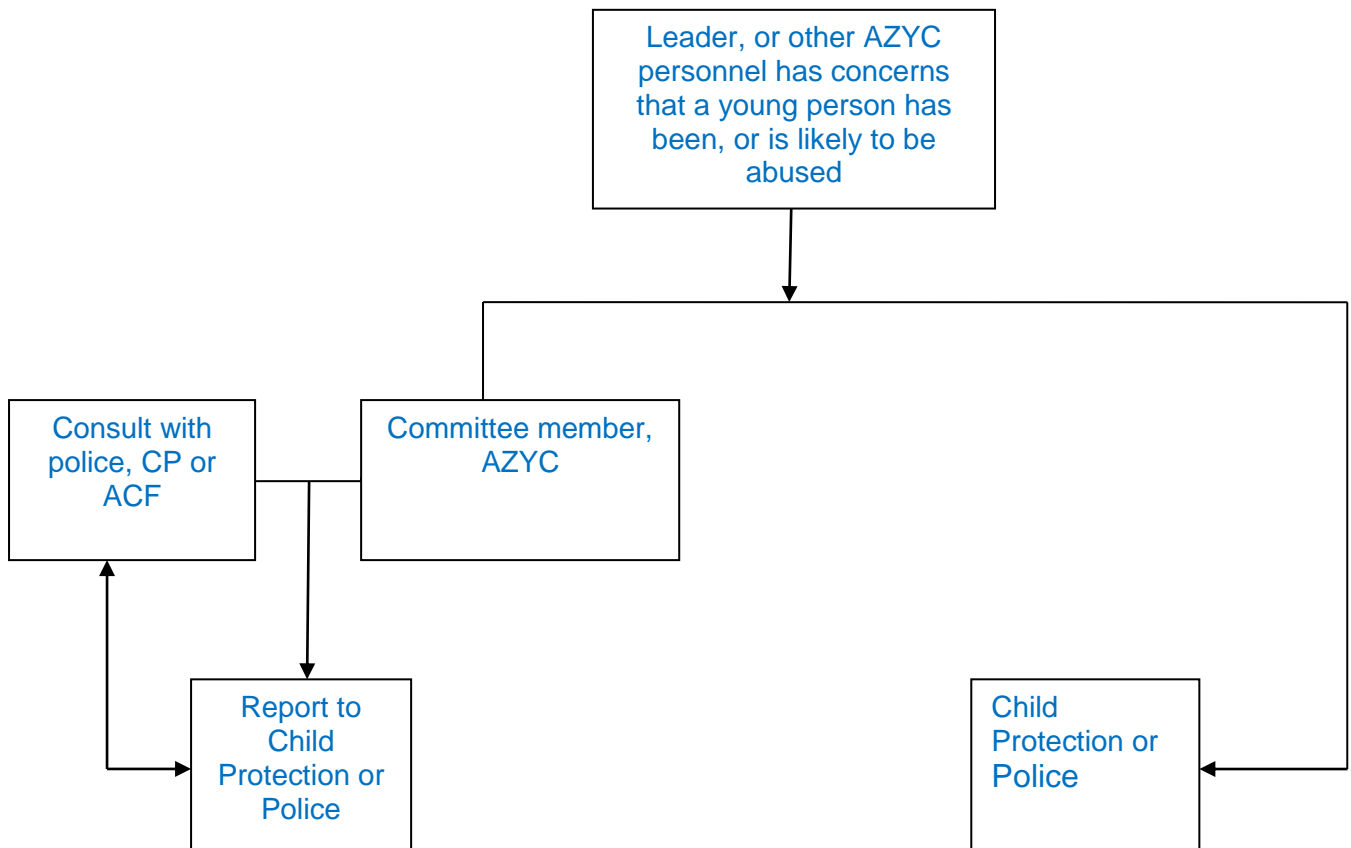 Leader, or other AZYC
personnel has concerns
that a young person has
been, or is likely to be
abused
Consult with
police, CP or
ACF
Committee member,
AZYC
Report to
Child
Protection or
Police
Child
Protection or
Police